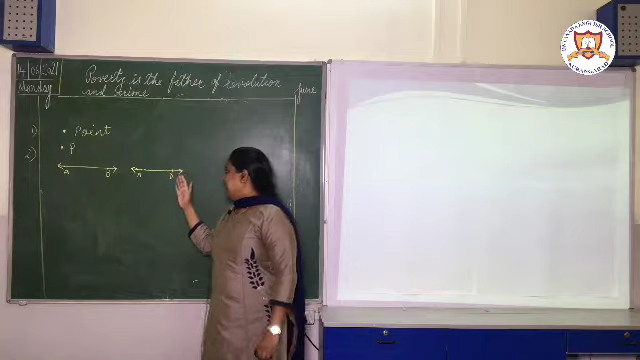 14 06 2021
Monday
Poverty is the father of revolution
and Crime
June
1) • Point
2) • P
A B A B